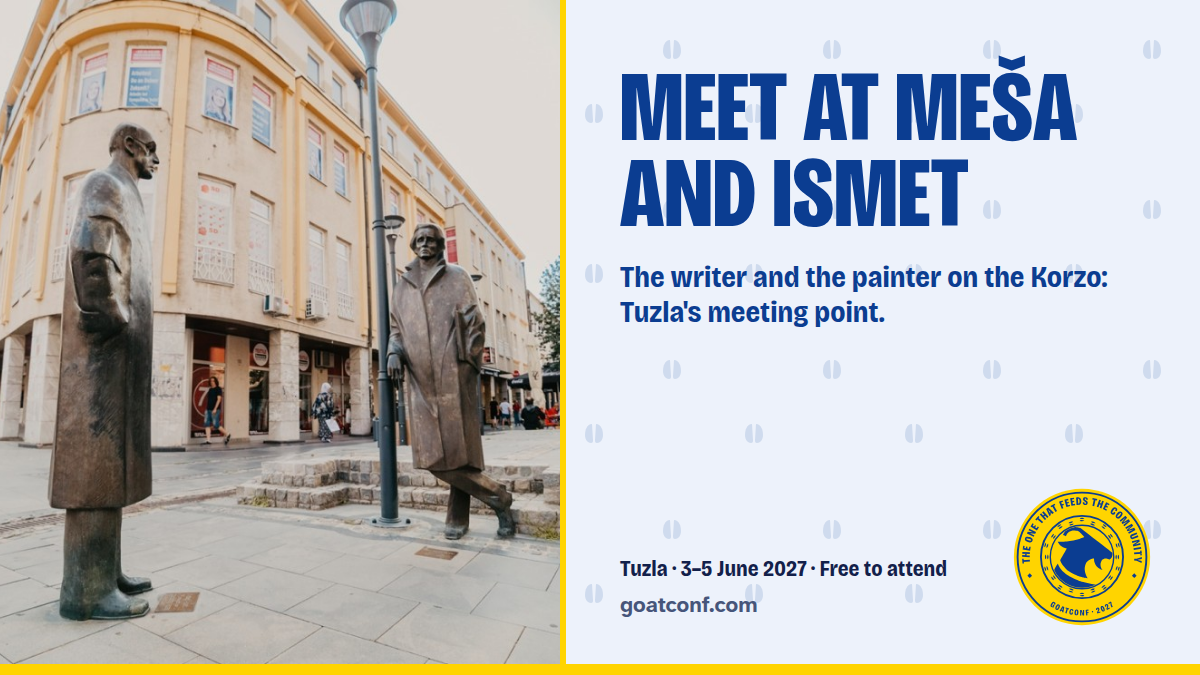 MEET AT MEŠA
AND ISMET
The writer and the painter on the Korzo:
Tuzla's meeting point.
Tuzla · 3–5 June 2027 · Free to attend
goatconf.com
THE ONE THAT FEEDS THE COMMUNITY
GOATCONF · 2027